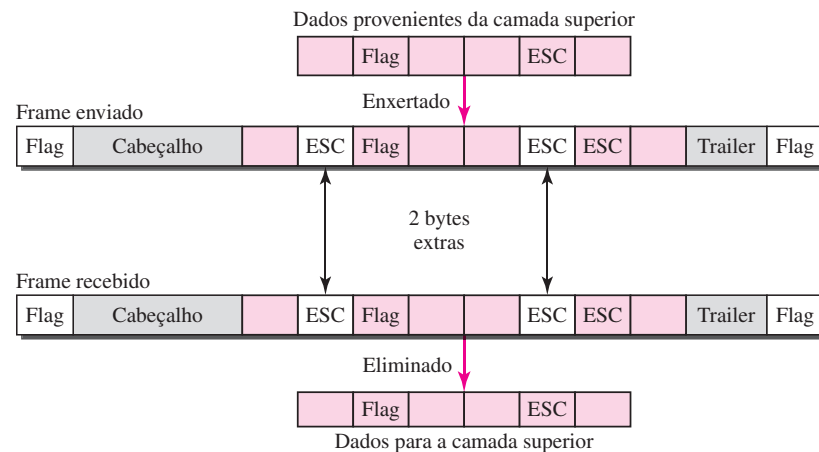 Dados provenientes da camada superior
Flag ESC
Enxertado
Frame enviado
Flag Cabeçalho ESC Flag ESC ESC Trailer Flag
2 bytes
extras
Frame recebido
Flag Cabeçalho ESC Flag ESC ESC Trailer Flag
Eliminado
Flag ESC
Dados para a camada superior